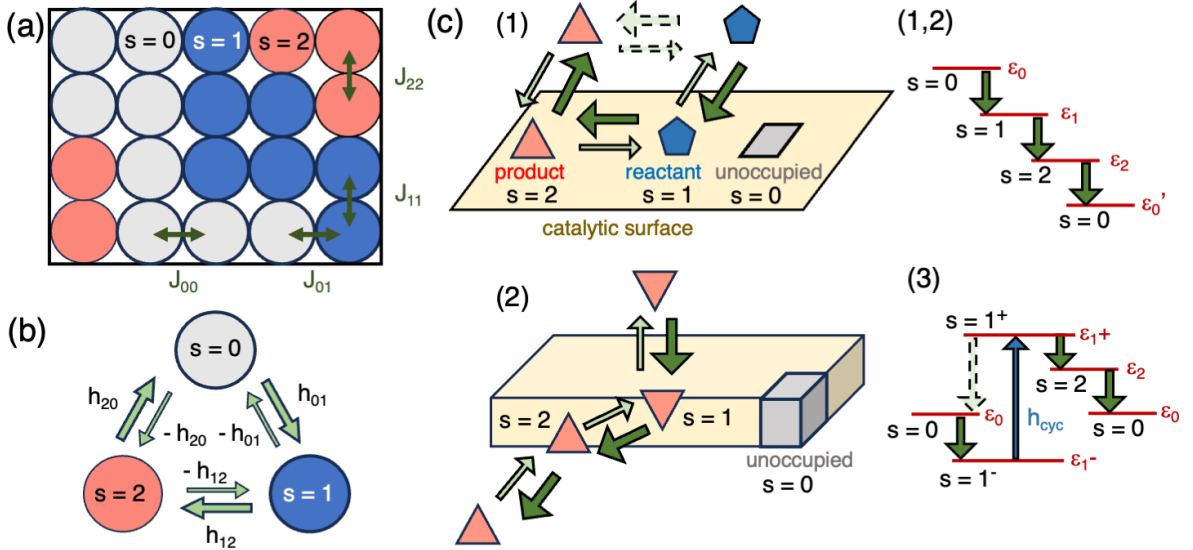 (a)
s = 0
s = 1
s = 2
J₂₂
J₁₁
J₀₀
J₀₁
(b)
s = 0
h₂₀
h₀₁
- h₂₀
- h₀₁
s = 2
- h₁₂
s = 1
h₁₂
(c)
(1)
product
s = 2
reactant
s = 1
unoccupied
s = 0
catalytic surface
(2)
s = 2
s = 1
unoccupied
s = 0
(1,2)
ε₀
s = 0
ε₁
s = 1
ε₂
s = 2
ε₀'
s = 0
(3)
s = 1⁺
ε₁+
ε₂
s = 2
ε₀
h_cyc
ε₀
s = 0
s = 0
ε₁-
s = 1⁻